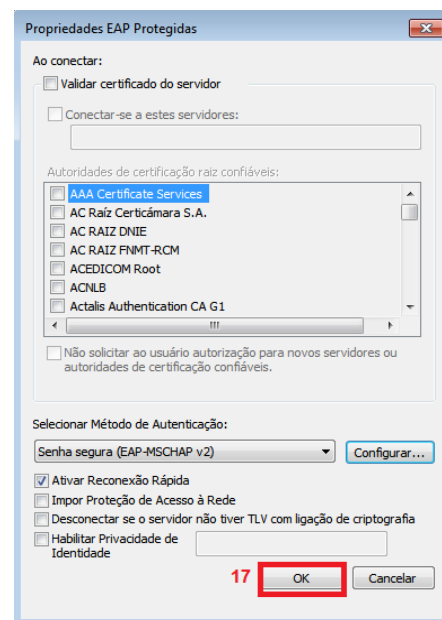 Propriedades EAP Protegidas
Ao conectar:
Validar certificado do servidor
Conectar-se a estes servidores:
Autoridades de certificação raiz confiáveis:
AAA Certificate Services
AC Raíz Certicámara S.A.
AC RAIZ DNIE
AC RAIZ FNMT-RCM
ACEDICOM Root
ACNLB
Actalis Authentication CA G1
Não solicitar ao usuário autorização para novos servidores ou
autoridades de certificação confiáveis.
Selecionar Método de Autenticação:
Senha segura (EAP-MSCHAP v2) Configurar...
Ativar Reconexão Rápida
Impor Proteção de Acesso à Rede
Desconectar se o servidor não tiver TLV com ligação de criptografia
Habilitar Privacidade de
Identidade
17 OK Cancelar